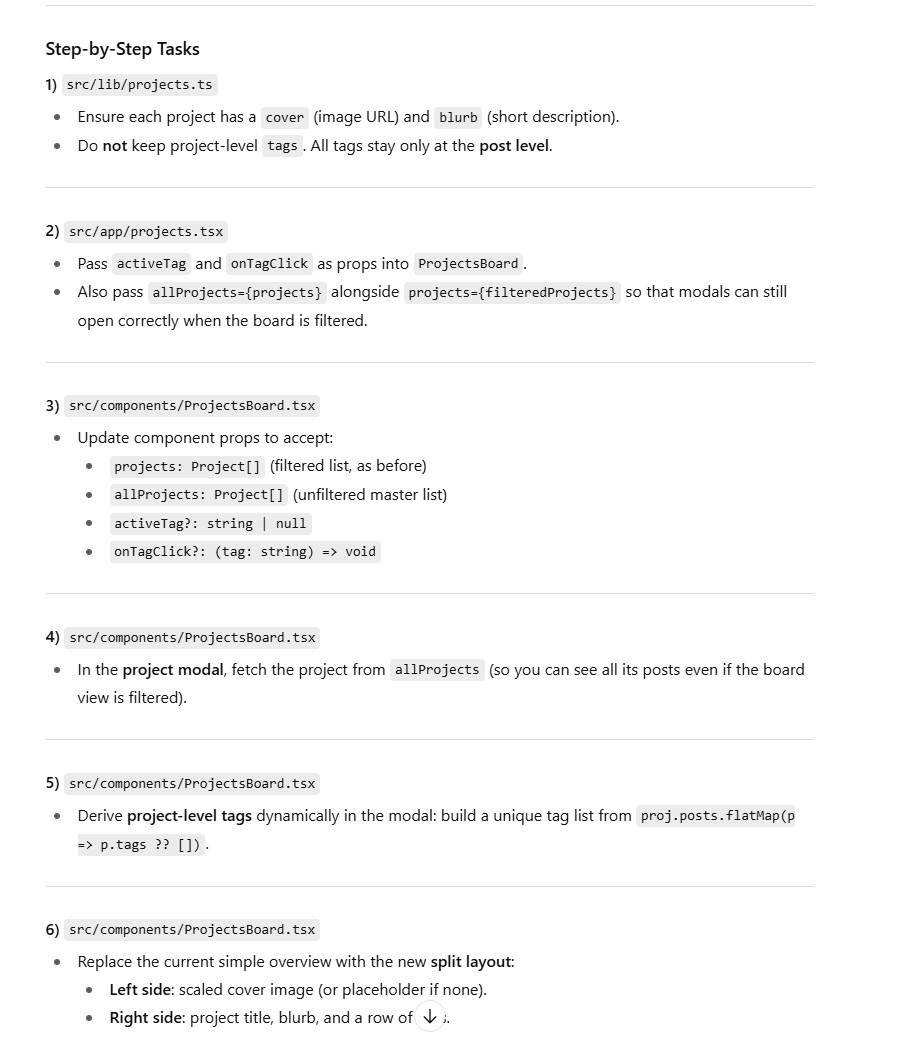 Step-by-Step Tasks
1) src/lib/projects.ts
• Ensure each project has a cover (image URL) and blurb (short description).
• Do not keep project-level tags. All tags stay only at the post level.
2) src/app/projects.tsx
• Pass activeTag and onTagClick as props into ProjectsBoard.
• Also pass allProjects={projects} alongside projects={filteredProjects} so that modals can still
open correctly when the board is filtered.
3) src/components/ProjectsBoard.tsx
• Update component props to accept:
• projects: Project[] (filtered list, as before)
• allProjects: Project[] (unfiltered master list)
• activeTag?: string | null
• onTagClick?: (tag: string) => void
4) src/components/ProjectsBoard.tsx
• In the project modal, fetch the project from allProjects (so you can see all its posts even if the board
view is filtered).
5) src/components/ProjectsBoard.tsx
• Derive project-level tags dynamically in the modal: build a unique tag list from proj.posts.flatMap(p
=> p.tags ?? []).
6) src/components/ProjectsBoard.tsx
• Replace the current simple overview with the new split layout:
• Left side: scaled cover image (or placeholder if none).
• Right side: project title, blurb, and a row of